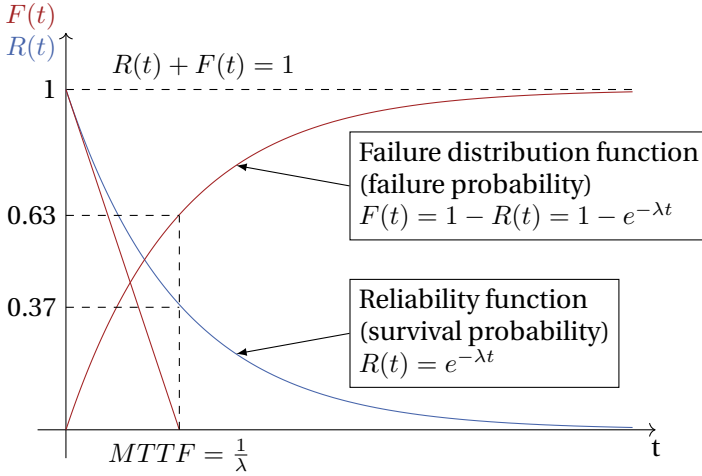 F(t)
R(t)
R(t) + F(t) = 1
1
Failure distribution function
(failure probability)
F(t) = 1 − R(t) = 1 − e^{−λt}
0.63
0.37
Reliability function
(survival probability)
R(t) = e^{−λt}
t
MTTF = \frac{1}{λ}